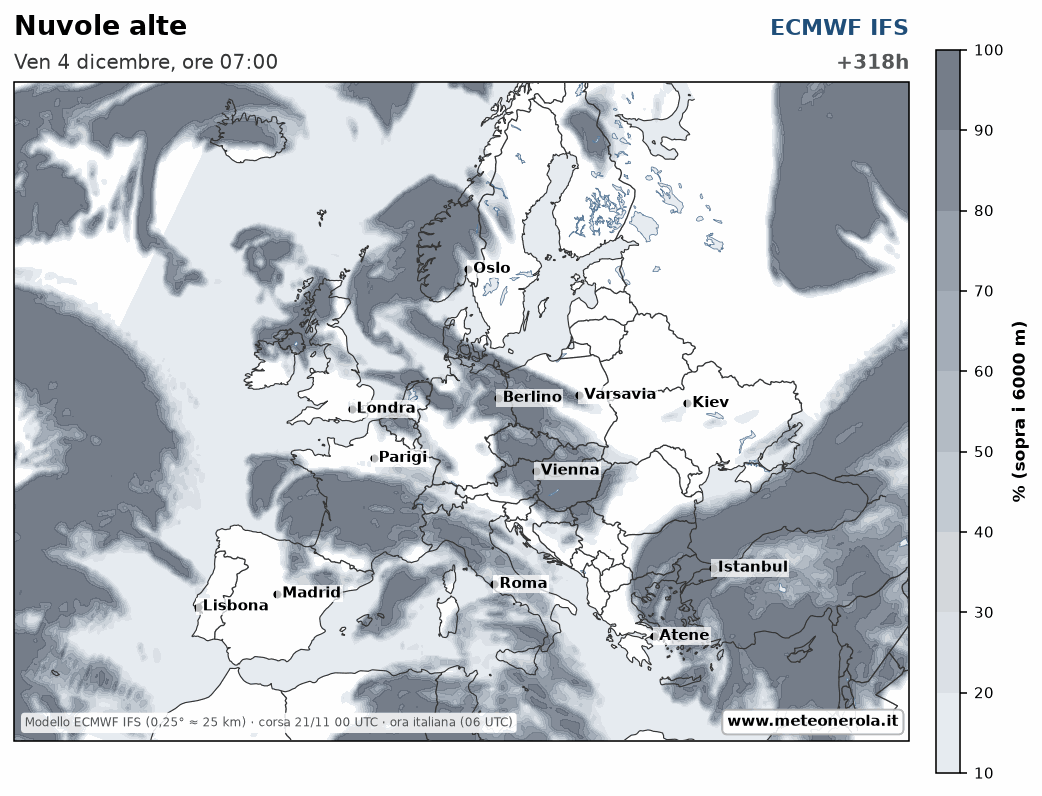 Nuvole alte
ECMWF IFS
Ven 4 dicembre, ore 07:00
+318h
100
90
80
70
60
50
40
30
20
10
% (sopra i 6000 m)
Oslo
Varsavia
Berlino
Kiev
Londra
Parigi
Vienna
Istanbul
Roma
Madrid
Lisbona
Atene
Modello ECMWF IFS (0,25° ≈ 25 km) · corsa 21/11 00 UTC · ora italiana (06 UTC)
www.meteonerola.it